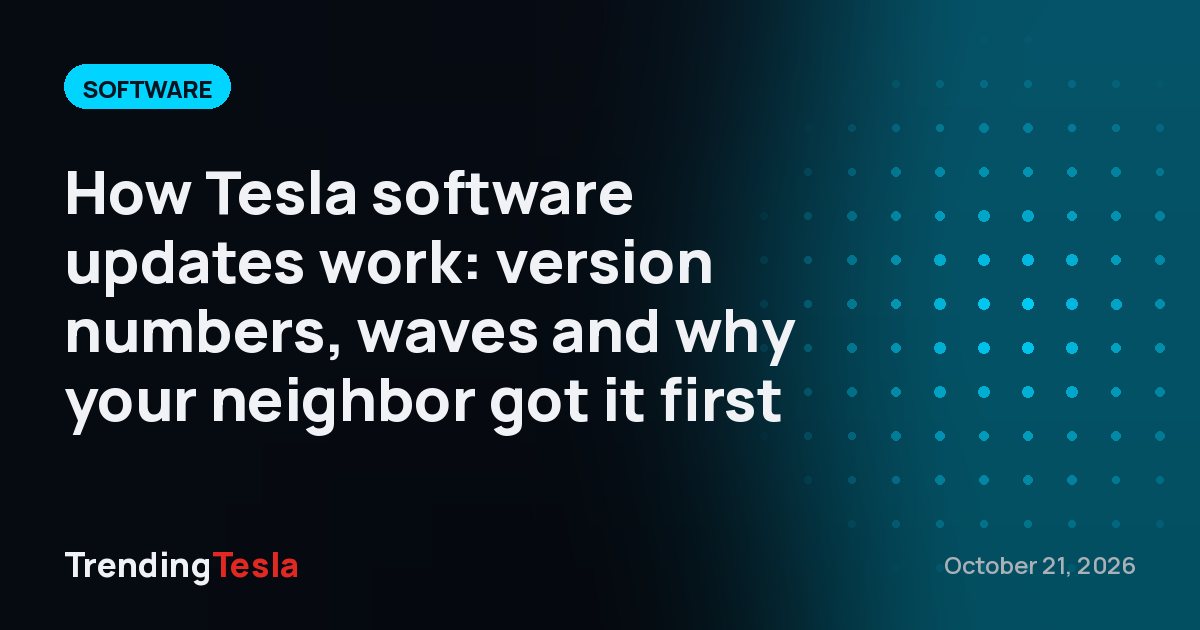 SOFTWARE
How Tesla software
updates work: version
numbers, waves and why
your neighbor got it first
TrendingTesla
October 21, 2026